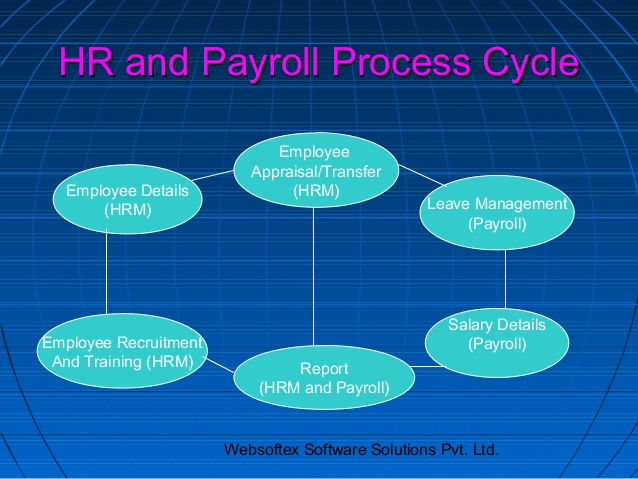 HR and Payroll Process Cycle
Employee
Appraisal/Transfer
(HRM)
Employee Details
(HRM)
Leave Management
(Payroll)
Employee Recruitment
And Training (HRM)
Salary Details
(Payroll)
Report
(HRM and Payroll)
Websoftex Software Solutions Pvt. Ltd.